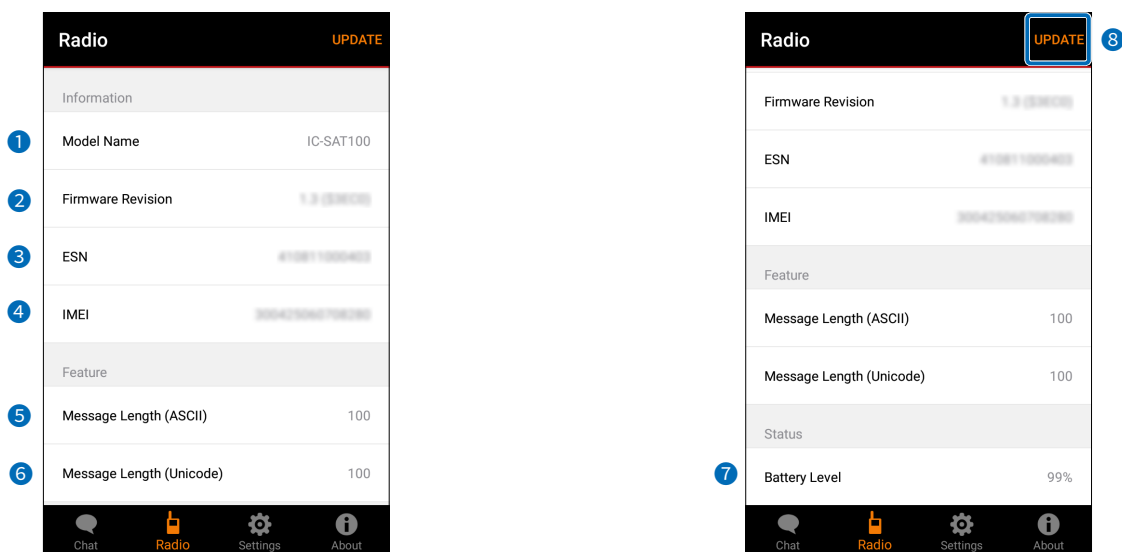 Radio UPDATE
Information
1 Model Name IC-SAT100
2 Firmware Revision
3 ESN
4 IMEI
Feature
5 Message Length (ASCII) 100
6 Message Length (Unicode) 100
Chat Radio Settings About
Radio UPDATE 8
Firmware Revision
ESN
IMEI
Feature
Message Length (ASCII) 100
Message Length (Unicode) 100
Status
7 Battery Level 99%
Chat Radio Settings About